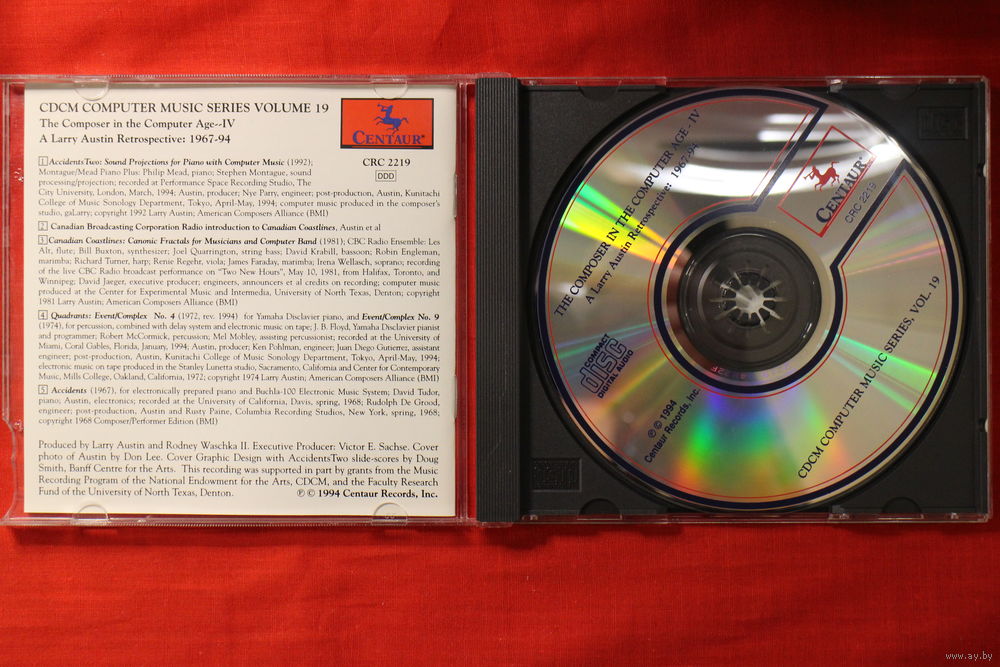 CDCM COMPUTER MUSIC SERIES VOLUME 19
The Composer in the Computer Age--IV
A Larry Austin Retrospective: 1967-94
CENTAUR®
CRC 2219
DDD
1 AccidentsTwo: Sound Projections for Piano with Computer Music (1992);
Montague/Mead Piano Plus: Philip Mead, piano; Stephen Montague, sound
processing/projection; recorded at Performance Space Recording Studio, The
City University, London, March, 1994; Austin, producer; Nye Parry, engineer; post-production, Austin, Kunitachi
College of Music Sonology Department, Tokyo, April-May, 1994; computer music produced in the composer's
studio, gaLarry; copyright 1992 Larry Austin; American Composers Alliance (BMI)
2 Canadian Broadcasting Corporation Radio introduction to Canadian Coastlines, Austin et al
3 Canadian Coastlines: Canonic Fractals for Musicians and Computer Band (1981); CBC Radio Ensemble: Les
Alt, flute; Bill Buxton, synthesizer; Joel Quarrington, string bass; David Krabill, bassoon; Robin Engleman,
marimba; Richard Turner, harp; Renie Regehr, viola; James Faraday, marimba; Irena Wellasch, soprano; recording
of the live CBC Radio broadcast performance on "Two New Hours", May 10, 1981, from Halifax, Toronto, and
Winnipeg; David Jaeger, executive producer; engineers, announcers et al credits on recording; computer music
produced at the Center for Experimental Music and Intermedia, University of North Texas, Denton; copyright
1981 Larry Austin; American Composers Alliance (BMI)
4 Quadrants: Event/Complex No. 4 (1972, rev. 1994) for Yamaha Disclavier piano, and Event/Complex No. 9
(1974), for percussion, combined with delay system and electronic music on tape; J. B. Floyd, Yamaha Disclavier pianist
and programmer; Robert McCormick, percussion; Mel Mobley, assisting percussionist; recorded at the University of
Miami, Coral Gables, Florida, January, 1994; Austin, producer; Ken Pohlman, engineer; Juan Diego Gutierrez, assistant
engineer; post-production, Austin, Kunitachi College of Music Sonology Department, Tokyo, April-May, 1994;
electronic music on tape produced in the Stanley Lunetta studio, Sacramento, California and Center for Contemporary
Music, Mills College, Oakland, California, 1972; copyright 1974 Larry Austin; American Composers Alliance (BMI)
5 Accidents (1967), for electronically prepared piano and Buchla-100 Electronic Music System; David Tudor,
piano; Austin, electronics; recorded at the University of California, Davis, spring, 1968; Rudolph De Grood,
engineer; post-production, Austin and Rusty Paine, Columbia Recording Studios, New York, spring, 1968;
copyright 1968 Composer/Performer Edition (BMI)
Produced by Larry Austin and Rodney Waschka II. Executive Producer: Victor E. Sachse. Cover
photo of Austin by Don Lee. Cover Graphic Design with AccidentsTwo slide-scores by Doug
Smith, Banff Centre for the Arts. This recording was supported in part by grants from the Music
Recording Program of the National Endowment for the Arts, CDCM, and the Faculty Research
Fund of the University of North Texas, Denton.
℗ © 1994 Centaur Records, Inc.
THE COMPOSER IN THE COMPUTER AGE - IV
A Larry Austin Retrospective: 1967-94
CENTAUR®
CRC 2219
COMPACT
disc
DIGITAL AUDIO
℗ © 1994
Centaur Records, Inc.
CDCM COMPUTER MUSIC SERIES, VOL. 19
www.ay.by